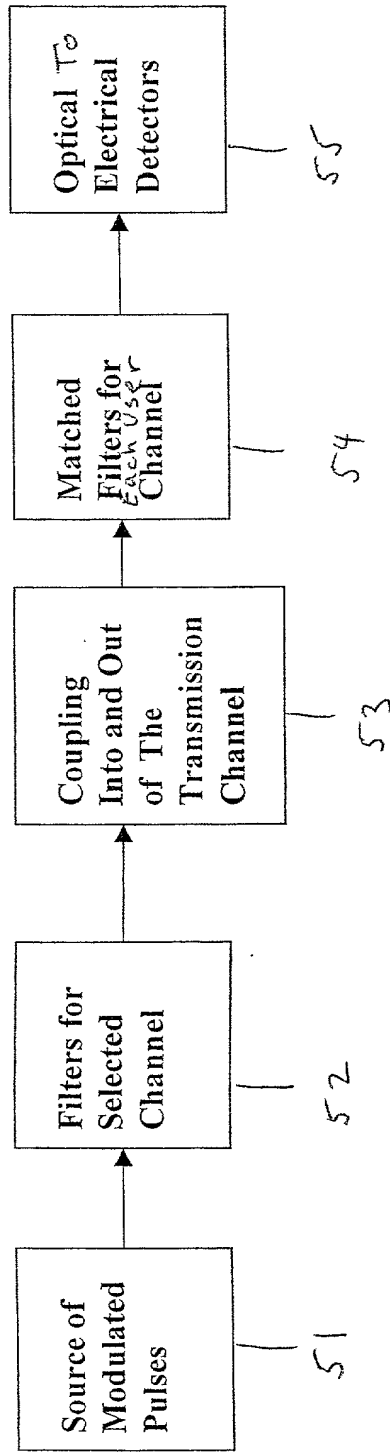 Source of
Modulated
Pulses
51
Filters for
Selected
Channel
52
Coupling
Into and Out
of The
Transmission
Channel
53
Matched
Filters for
Each User
Channel
54
Optical To
Electrical
Detectors
55